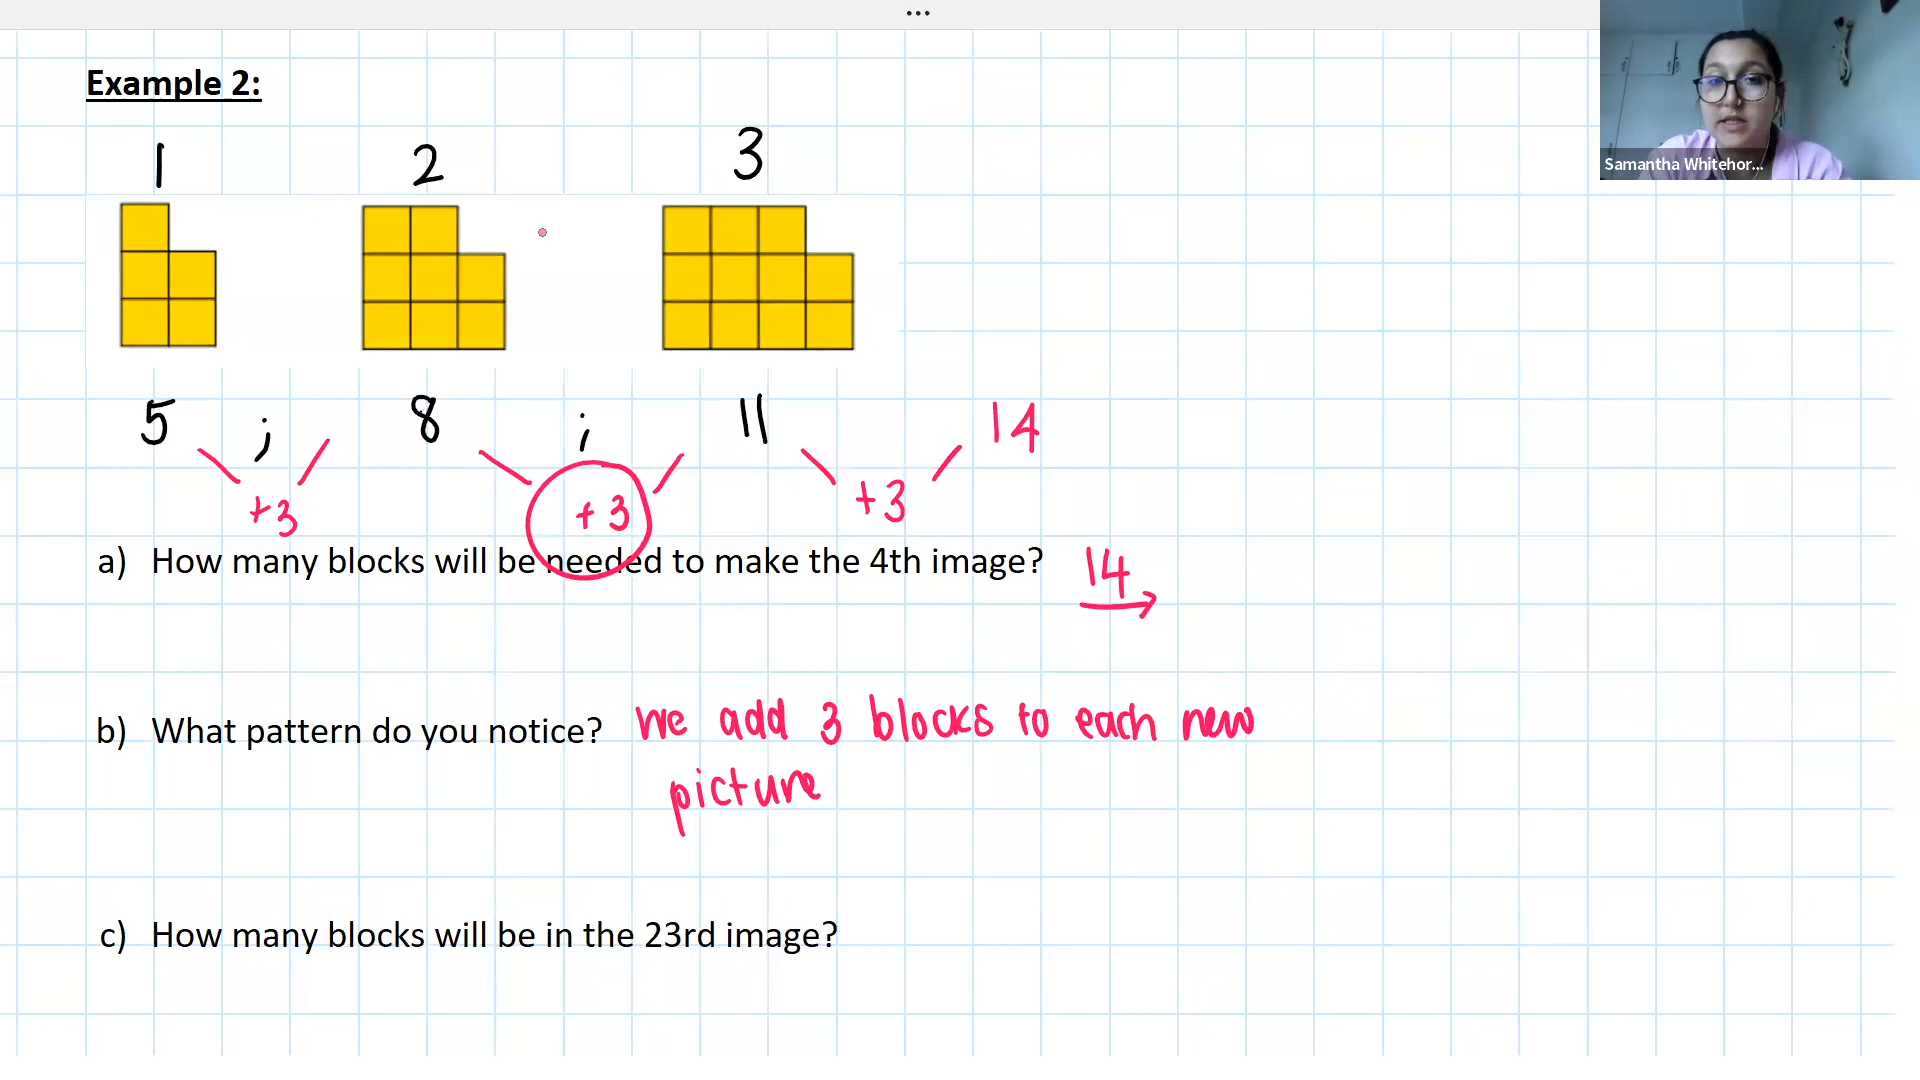 ...
Samantha Whitehor...
Example 2:
1 2 3
5 ; 8 ; 11 14
+3 +3 +3
a) How many blocks will be needed to make the 4th image? 14
b) What pattern do you notice? we add 3 blocks to each new
picture
c) How many blocks will be in the 23rd image?